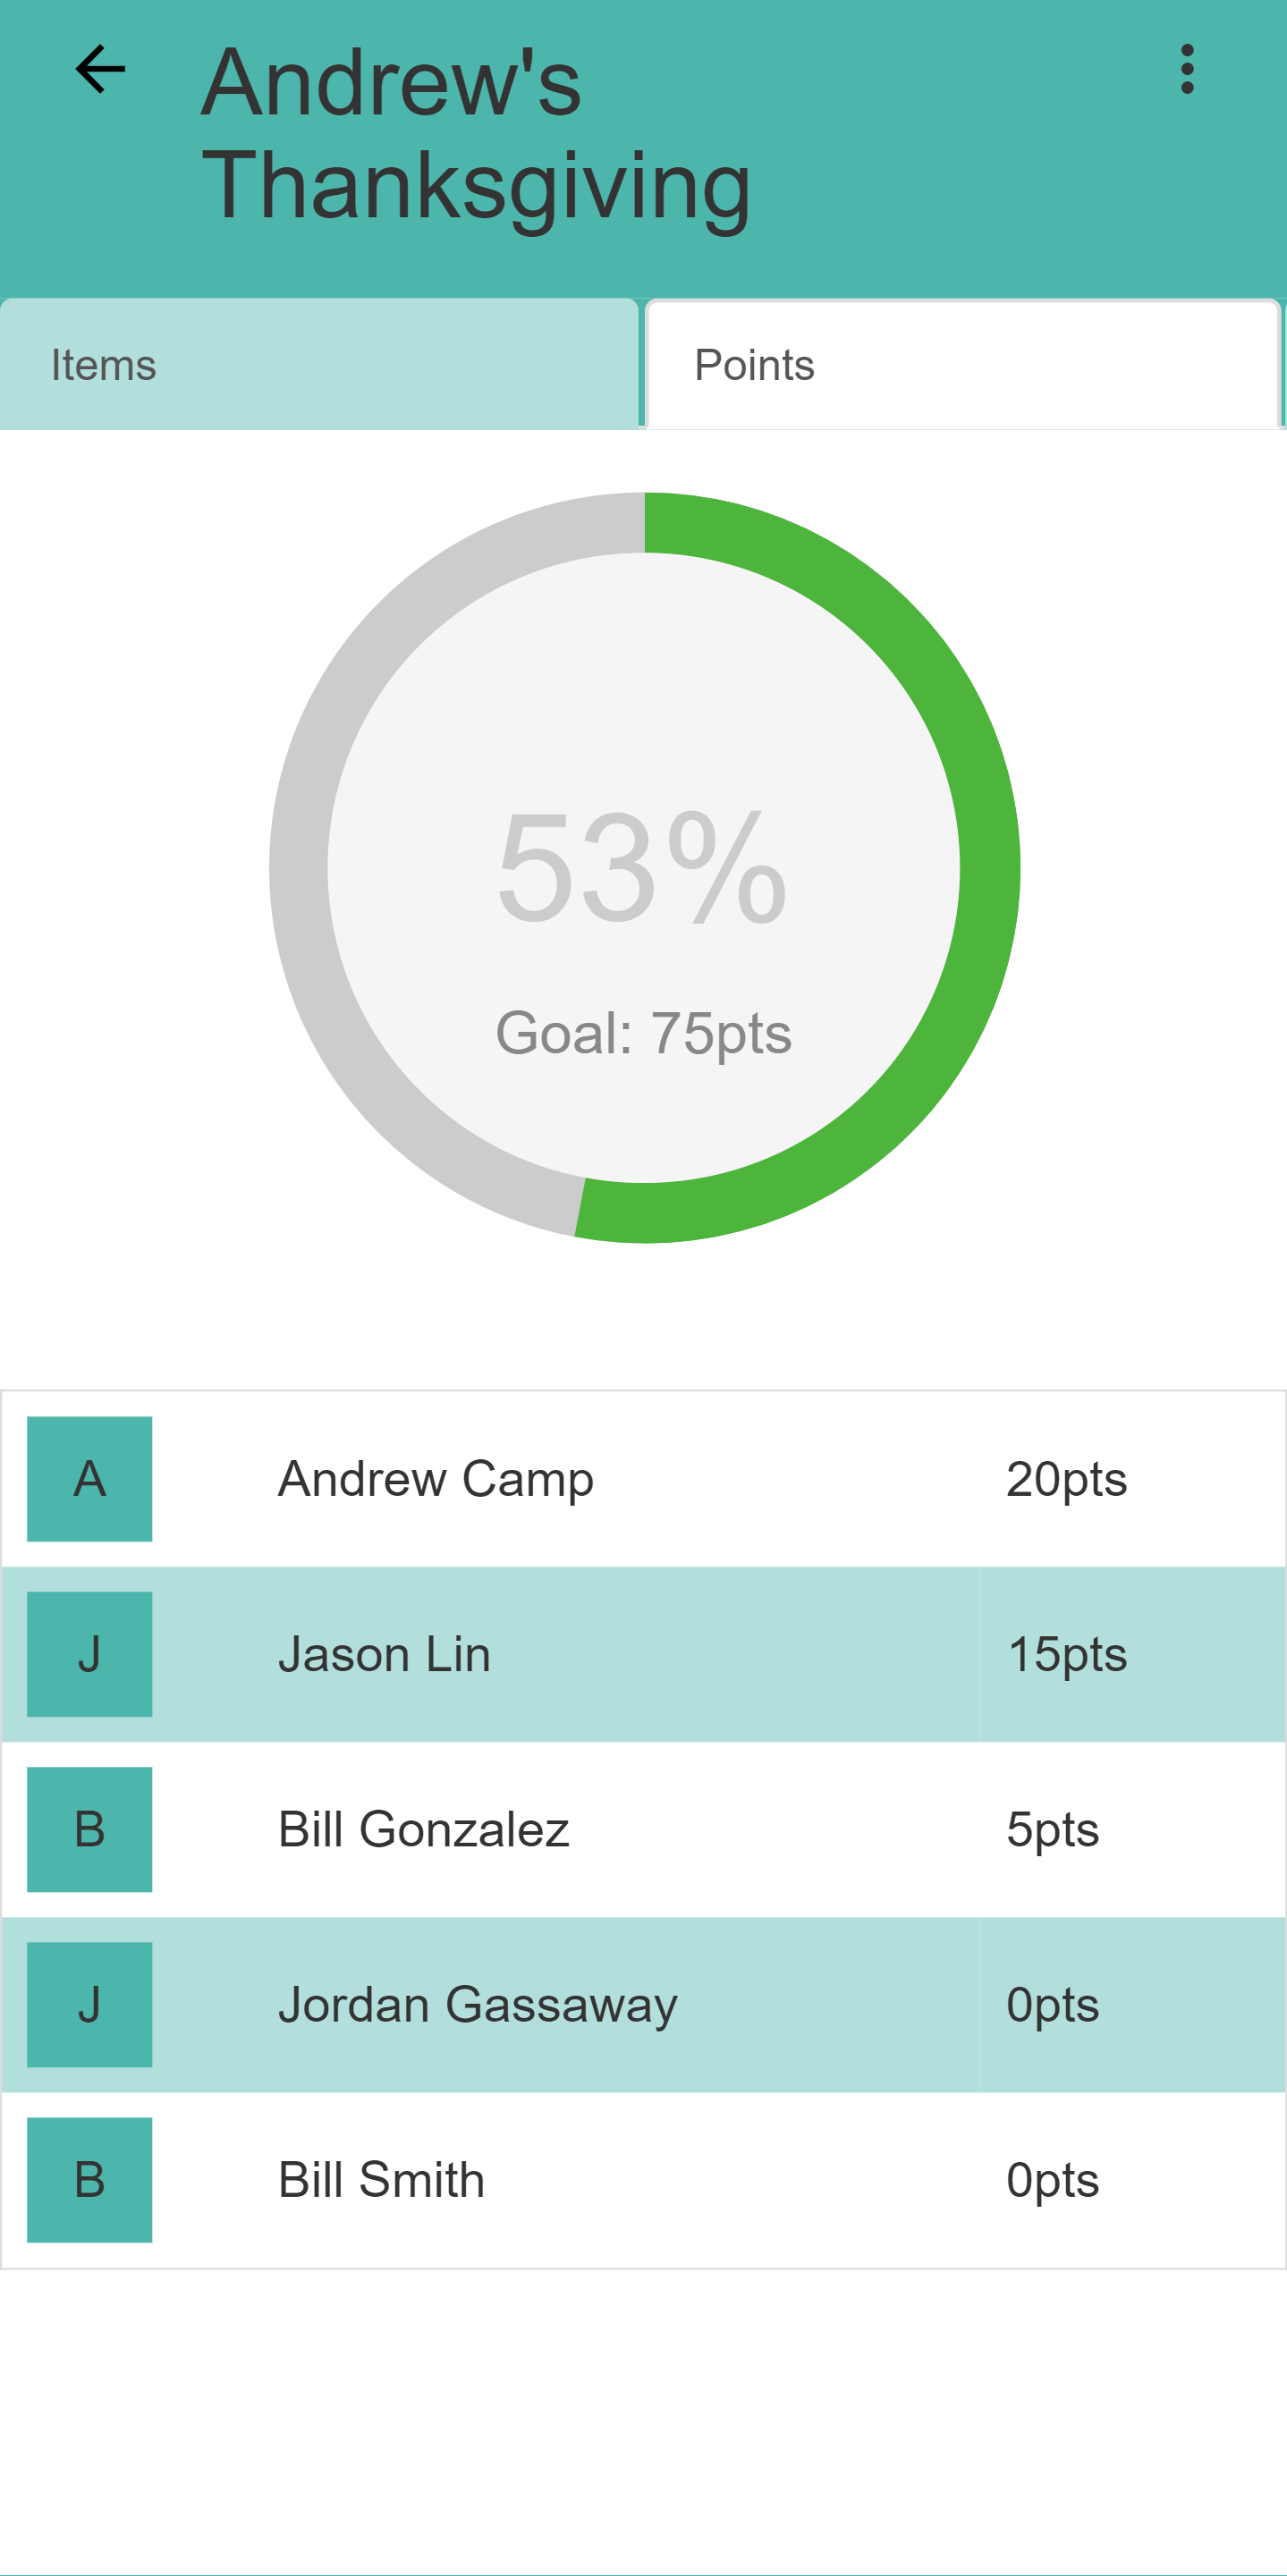 Andrew's
Thanksgiving
Items
Points
53%
Goal: 75pts
A Andrew Camp 20pts
J Jason Lin 15pts
B Bill Gonzalez 5pts
J Jordan Gassaway 0pts
B Bill Smith 0pts